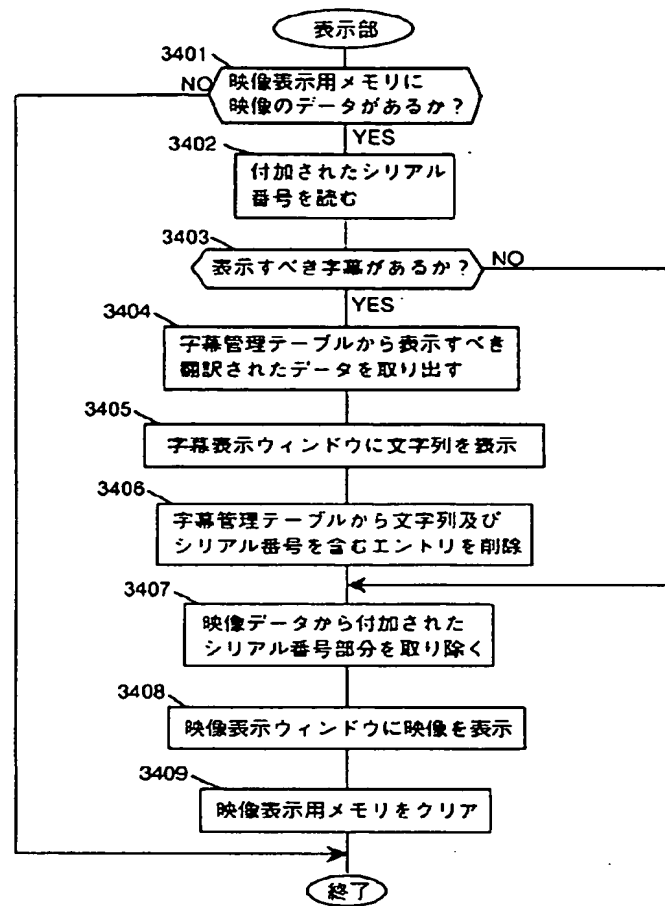 表示部
3401
NO
映像表示用メモリに
映像のデータがあるか?
YES
3402
付加されたシリアル
番号を読む
3403
表示すべき字幕があるか?
NO
YES
3404
字幕管理テーブルから表示すべき
翻訳されたデータを取り出す
3405
字幕表示ウィンドウに文字列を表示
3406
字幕管理テーブルから文字列及び
シリアル番号を含むエントリを削除
3407
映像データから付加された
シリアル番号部分を取り除く
3408
映像表示ウィンドウに映像を表示
3409
映像表示用メモリをクリア
終了